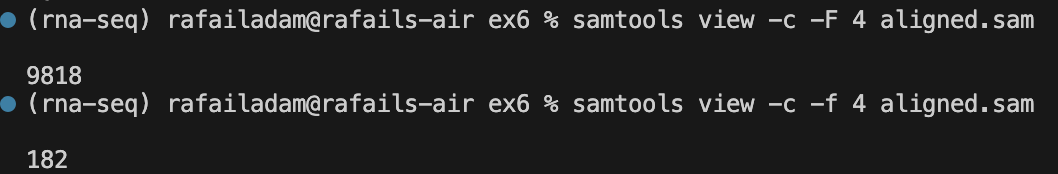 (rna-seq) rafailadam@rafails-air ex6 % samtools view -c -F 4 aligned.sam
9818
(rna-seq) rafailadam@rafails-air ex6 % samtools view -c -f 4 aligned.sam
182